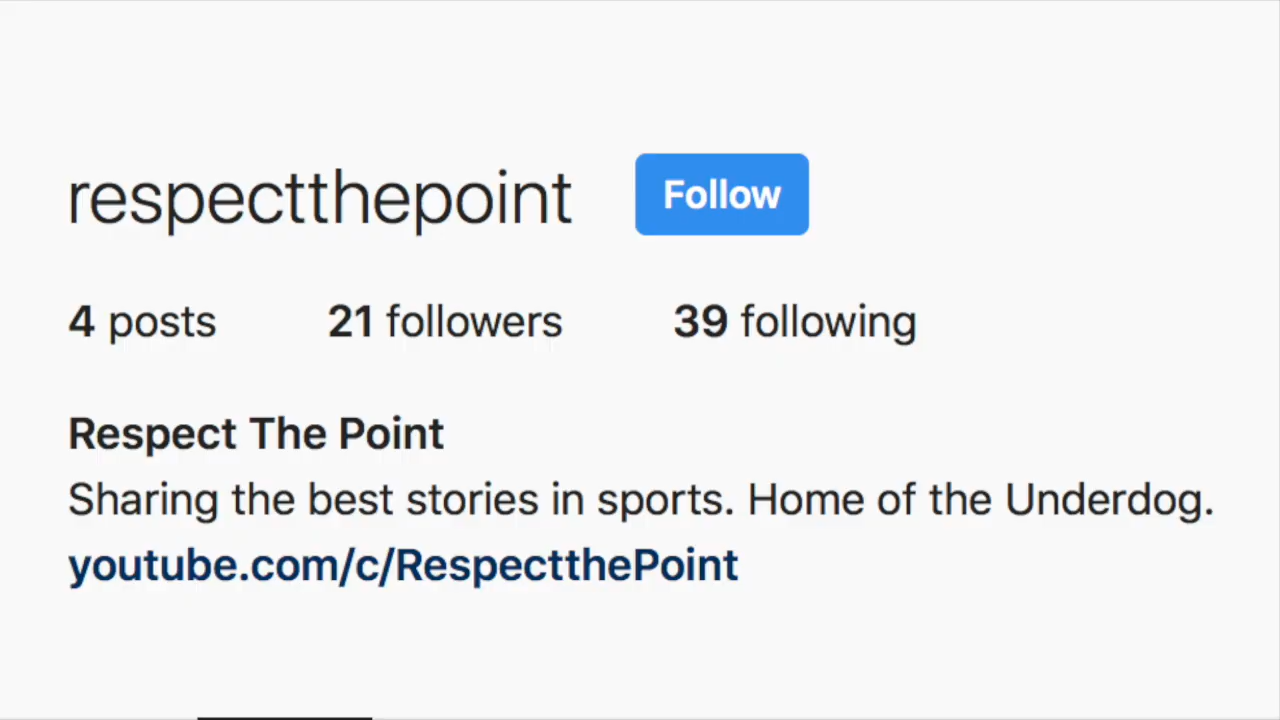 respectthepoint Follow
4 posts 21 followers 39 following
Respect The Point
Sharing the best stories in sports. Home of the Underdog.
youtube.com/c/RespectthePoint